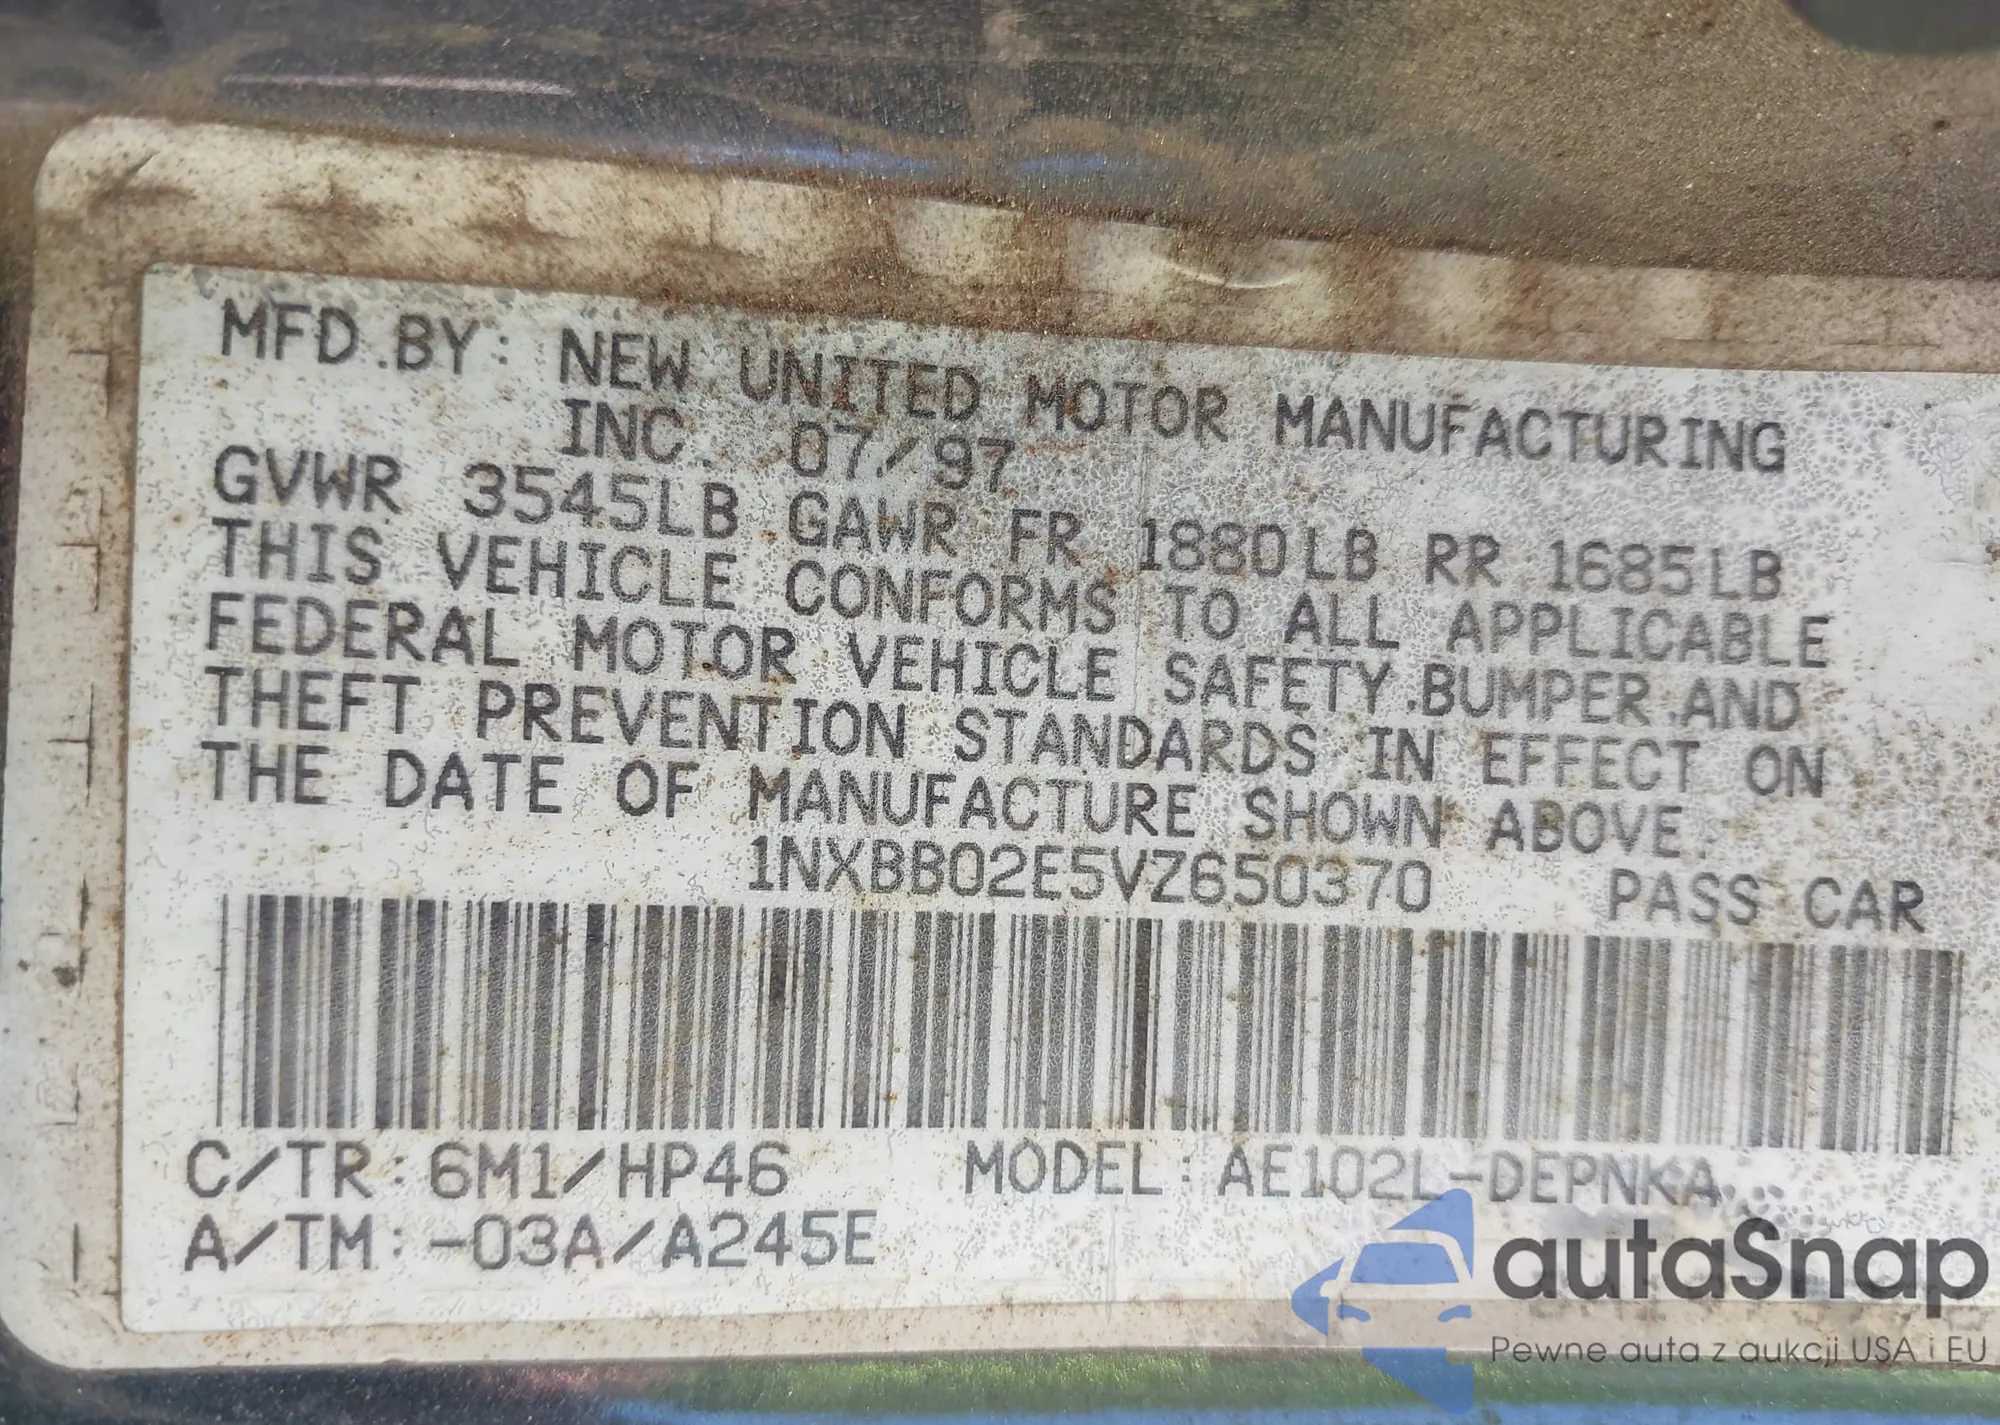 MFD.BY: NEW UNITED MOTOR MANUFACTURING
INC. 07/97
GVWR 3545LB GAWR FR 1880LB RR 1685LB
THIS VEHICLE CONFORMS TO ALL APPLICABLE
FEDERAL MOTOR VEHICLE SAFETY,BUMPER,AND
THEFT PREVENTION STANDARDS IN EFFECT ON
THE DATE OF MANUFACTURE SHOWN ABOVE.
1NXBB02E5VZ650370 PASS CAR
C/TR:6M1/HP46 MODEL:AE102L-DEPNKA
A/TM:-03A/A245E
autaSnap
Pewne auta z aukcji USA i EU